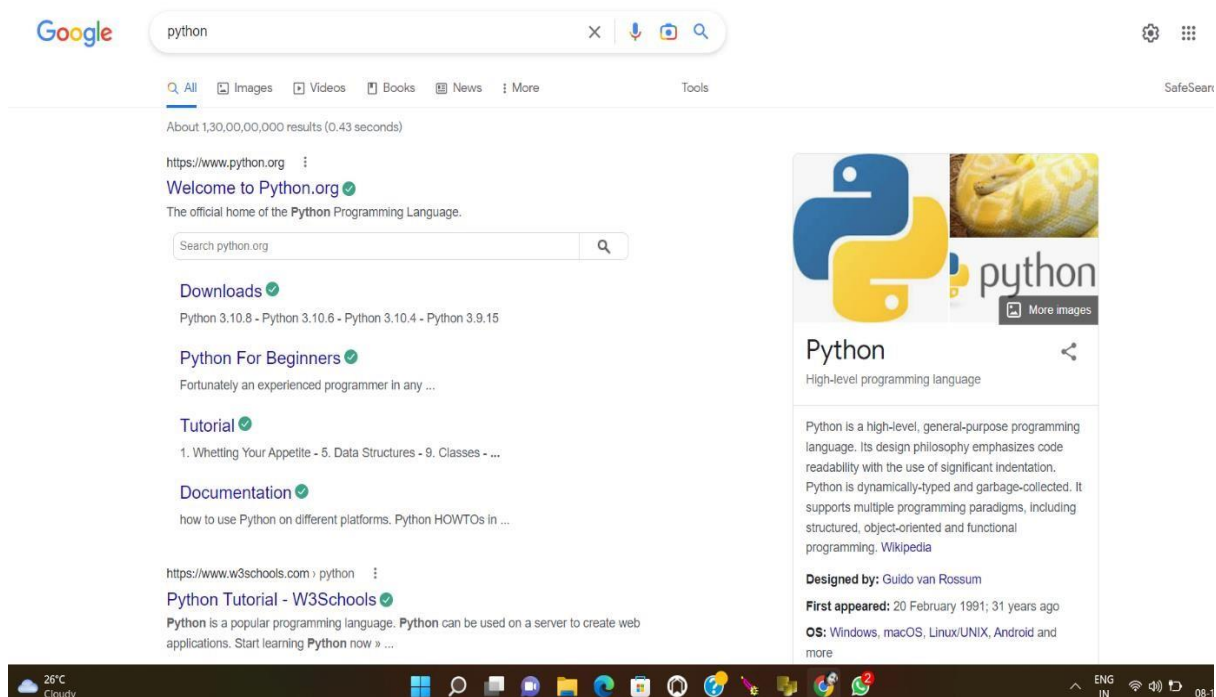 Google
python
All Images Videos Books News More Tools SafeSearc
About 1,30,00,00,000 results (0.43 seconds)
https://www.python.org
Welcome to Python.org
The official home of the Python Programming Language.
Search python.org
Downloads
Python 3.10.8 - Python 3.10.6 - Python 3.10.4 - Python 3.9.15
Python For Beginners
Fortunately an experienced programmer in any ...
Tutorial
1. Whetting Your Appetite - 5. Data Structures - 9. Classes - ...
Documentation
how to use Python on different platforms. Python HOWTOs in ...
https://www.w3schools.com › python
Python Tutorial - W3Schools
Python is a popular programming language. Python can be used on a server to create web
applications. Start learning Python now » ...
python
More images
Python
High-level programming language
Python is a high-level, general-purpose programming
language. Its design philosophy emphasizes code
readability with the use of significant indentation.
Python is dynamically-typed and garbage-collected. It
supports multiple programming paradigms, including
structured, object-oriented and functional
programming. Wikipedia
Designed by: Guido van Rossum
First appeared: 20 February 1991; 31 years ago
OS: Windows, macOS, Linux/UNIX, Android and
more
26°C
Cloudy
2
ENG
IN